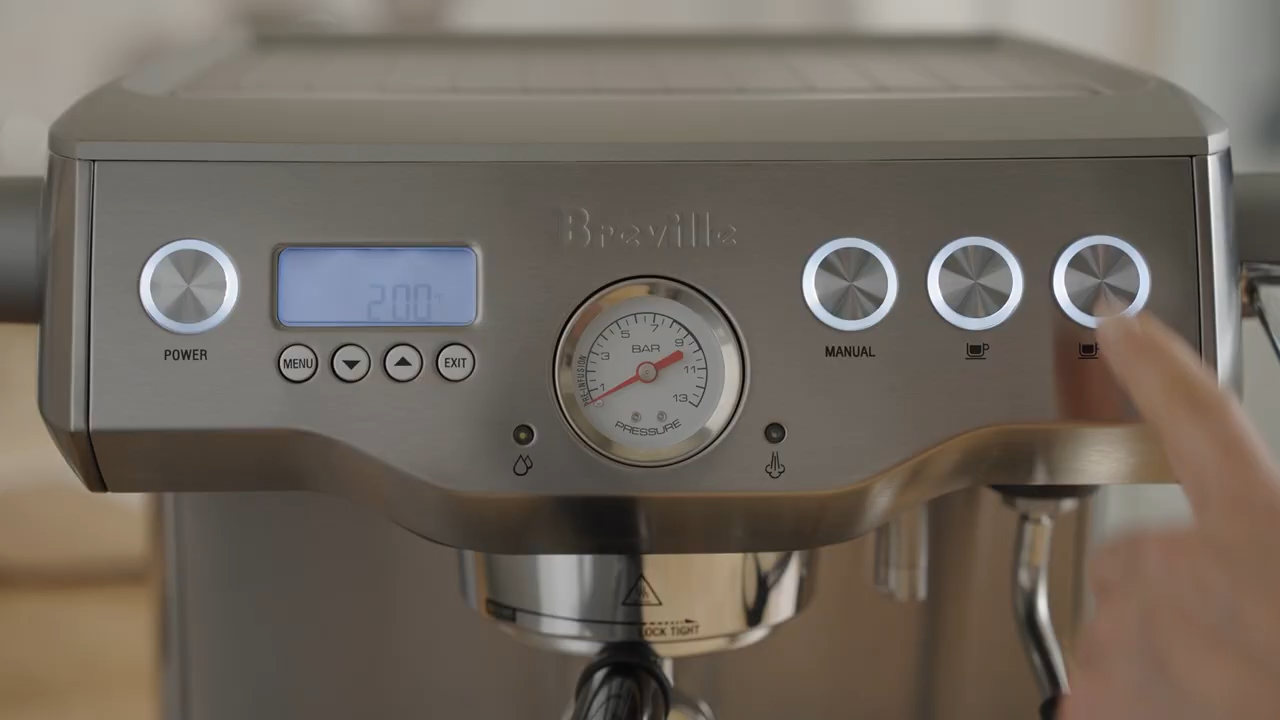 Breville
200°F
POWER
MENU
EXIT
5 7
3 9
BAR
1 11
13
PRE-INFUSION
PRESSURE
MANUAL
LOCK TIGHT